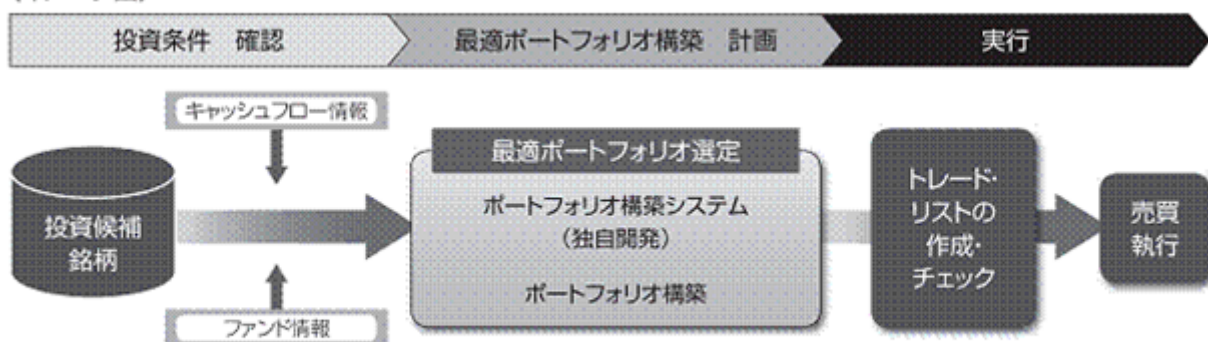 投資条件 確認
最適ポートフォリオ構築 計画
実行
キャッシュフロー情報
投資候補
銘柄
ファンド情報
最適ポートフォリオ選定
ポートフォリオ構築システム
（独自開発）
ポートフォリオ構築
トレード・
リストの
作成・
チェック
売買
執行